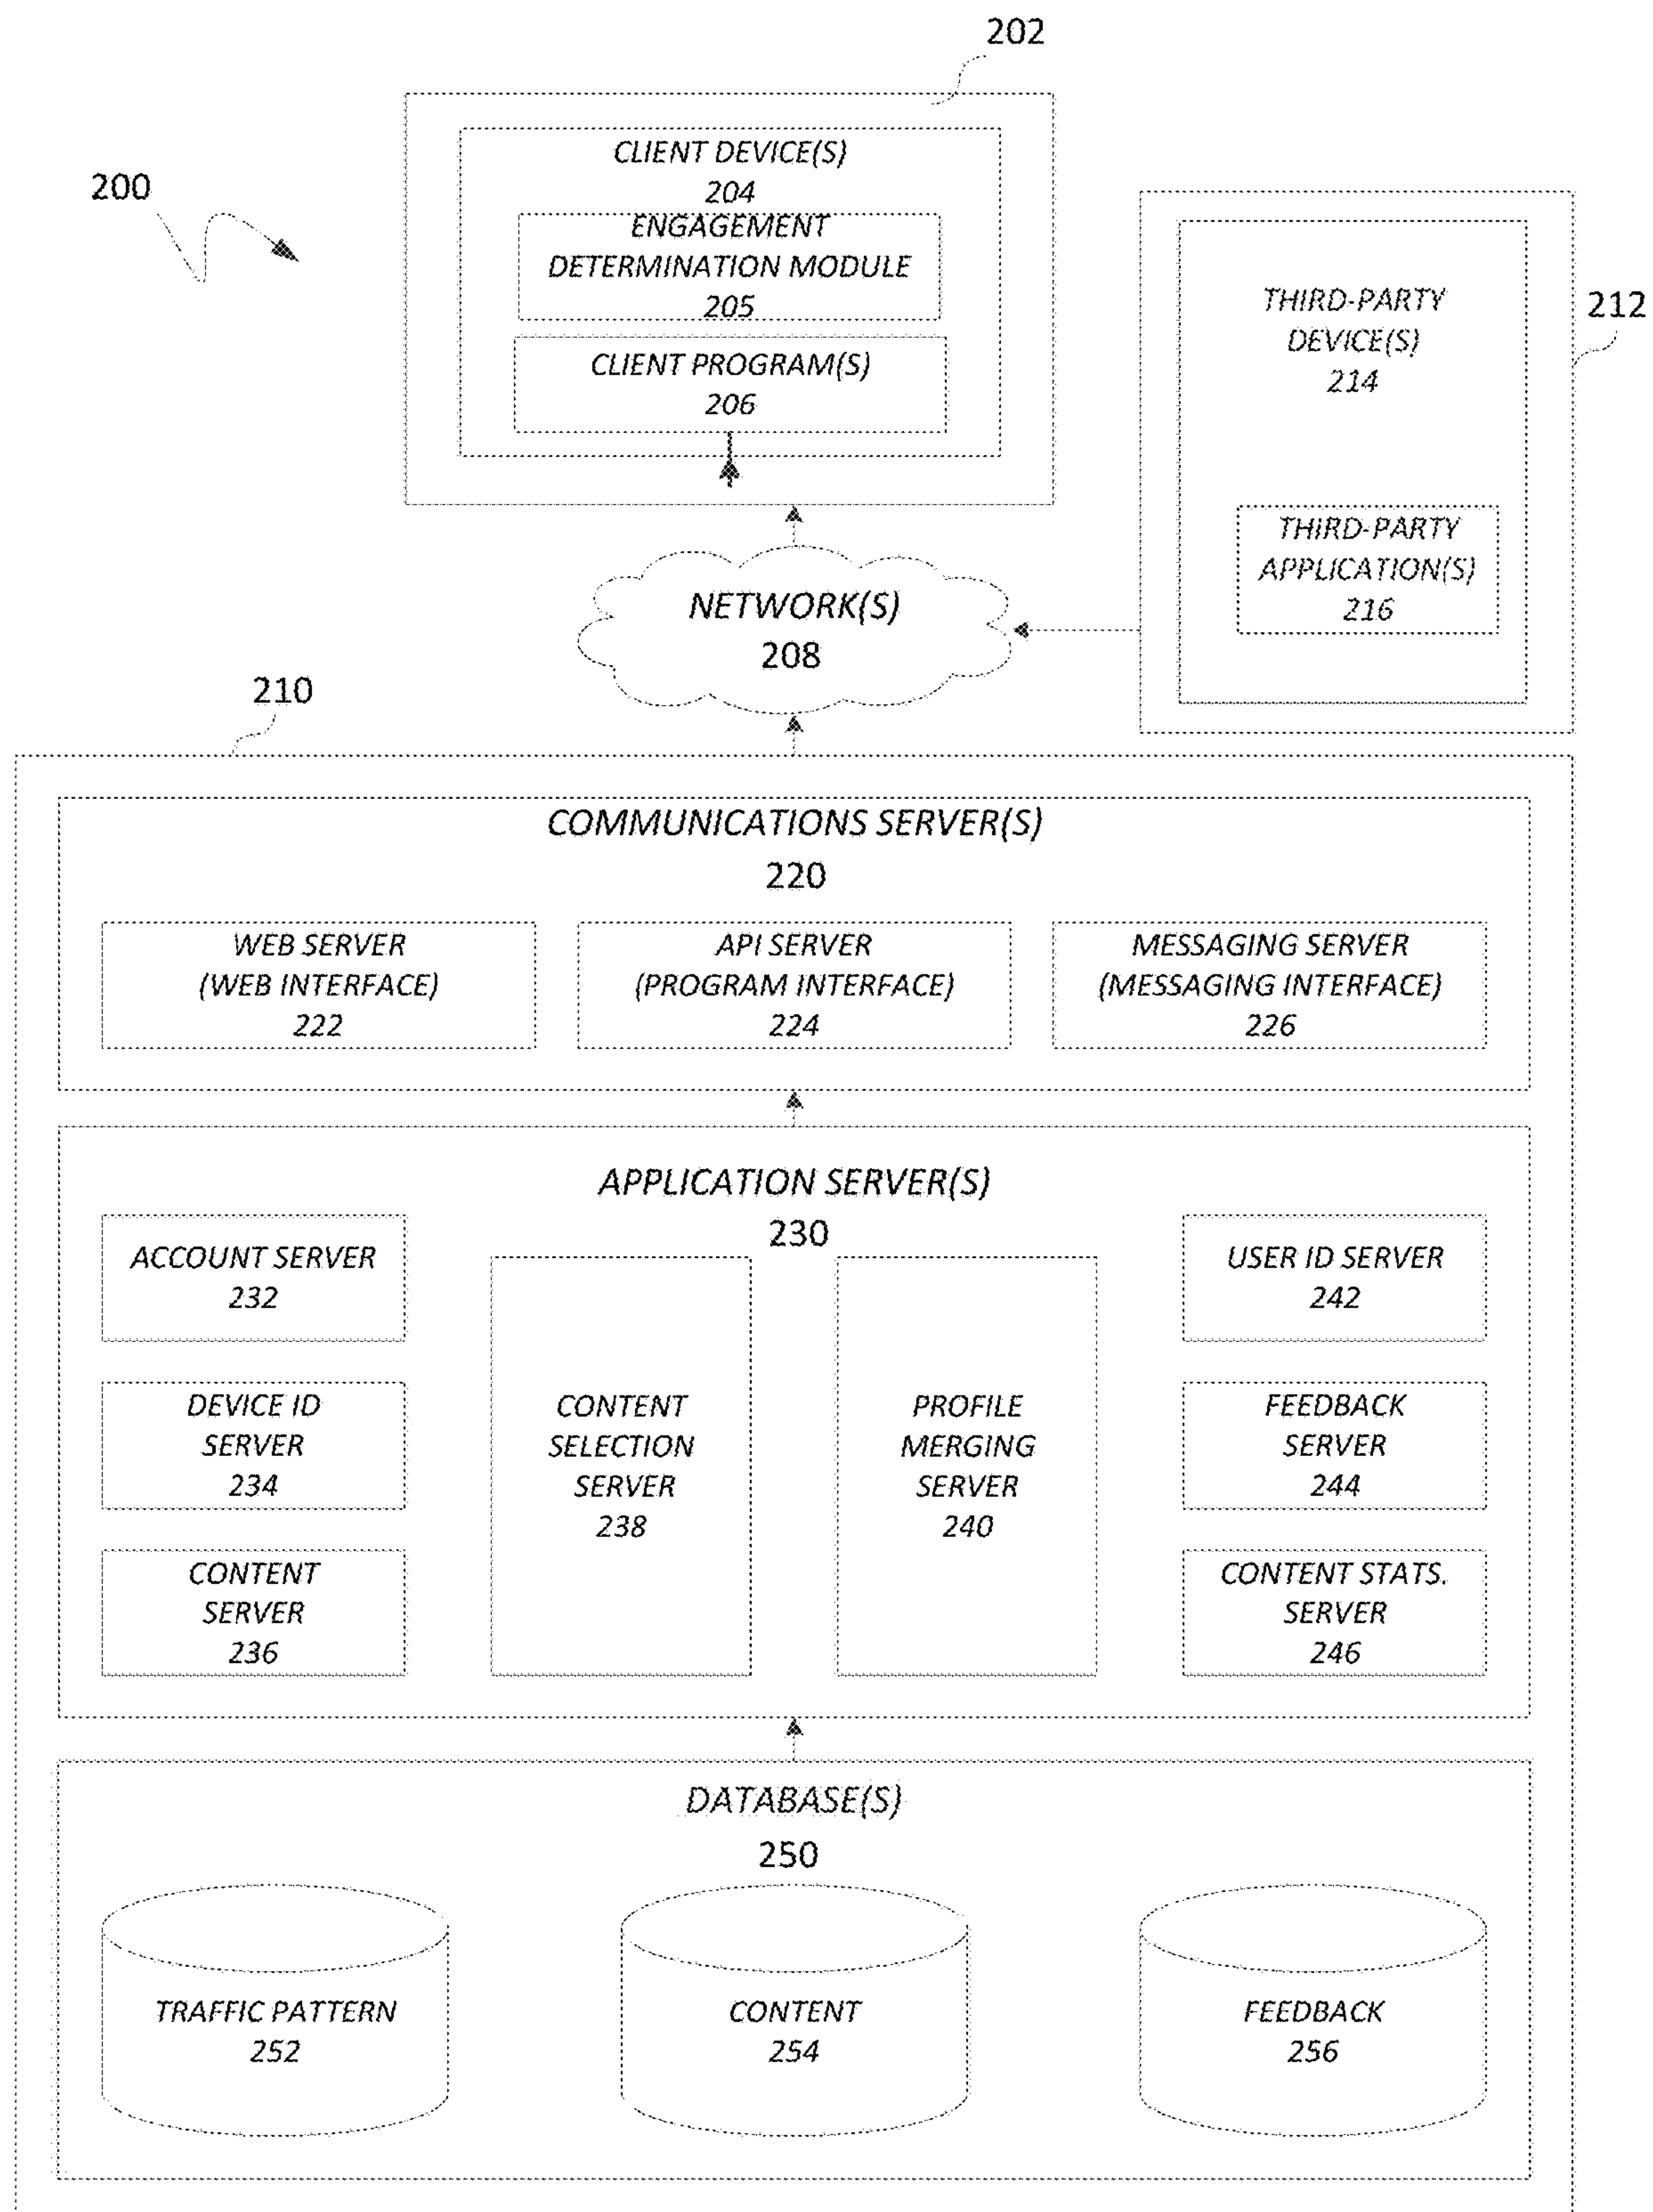 202
200
CLIENT DEVICE(S)
204
ENGAGEMENT
DETERMINATION MODULE
205
CLIENT PROGRAM(S)
206
212
THIRD-PARTY
DEVICE(S)
214
THIRD-PARTY
APPLICATION(S)
216
NETWORK(S)
208
210
COMMUNICATIONS SERVER(S)
220
WEB SERVER
(WEB INTERFACE)
222
API SERVER
(PROGRAM INTERFACE)
224
MESSAGING SERVER
(MESSAGING INTERFACE)
226
APPLICATION SERVER(S)
230
ACCOUNT SERVER
232
DEVICE ID
SERVER
234
CONTENT
SERVER
236
CONTENT
SELECTION
SERVER
238
PROFILE
MERGING
SERVER
240
USER ID SERVER
242
FEEDBACK
SERVER
244
CONTENT STATS.
SERVER
246
DATABASE(S)
250
TRAFFIC PATTERN
252
CONTENT
254
FEEDBACK
256